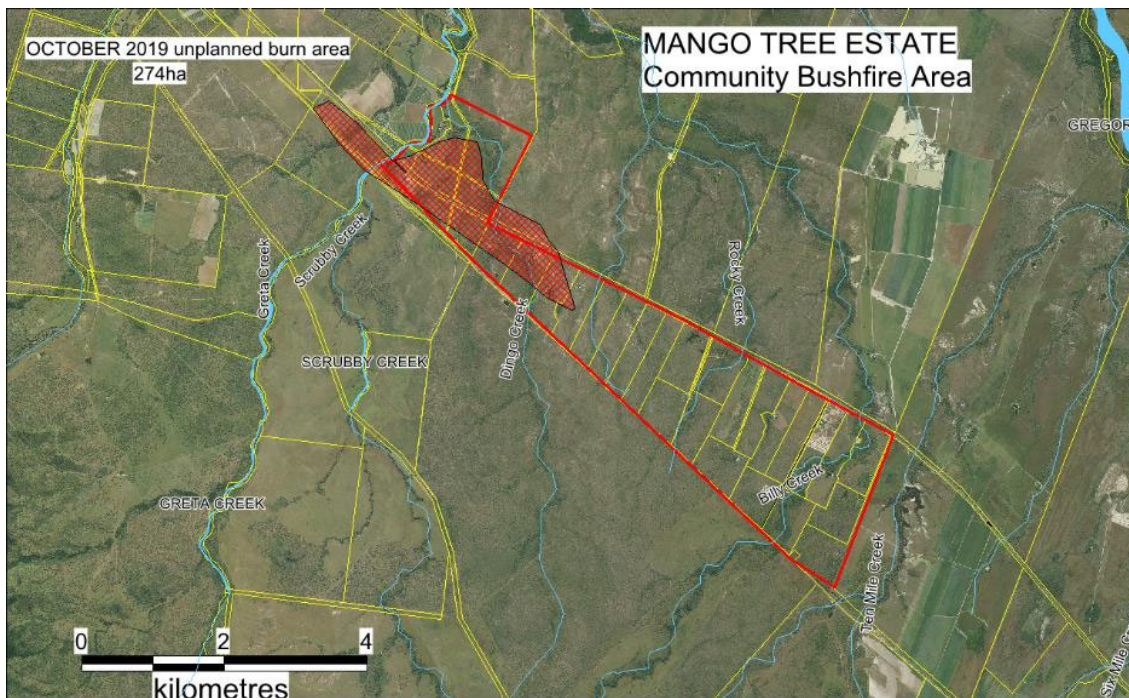 OCTOBER 2019 unplanned burn area
274ha
MANGO TREE ESTATE
Community Bushfire Area
GREGOR
Scrubby Creek
Greta Creek
Rocky Creek
Dingo Creek
SCRUBBY CREEK
Billy Creek
GRETA CREEK
Ten Mile Creek
Six Mile Cr
0 2 4
kilometres